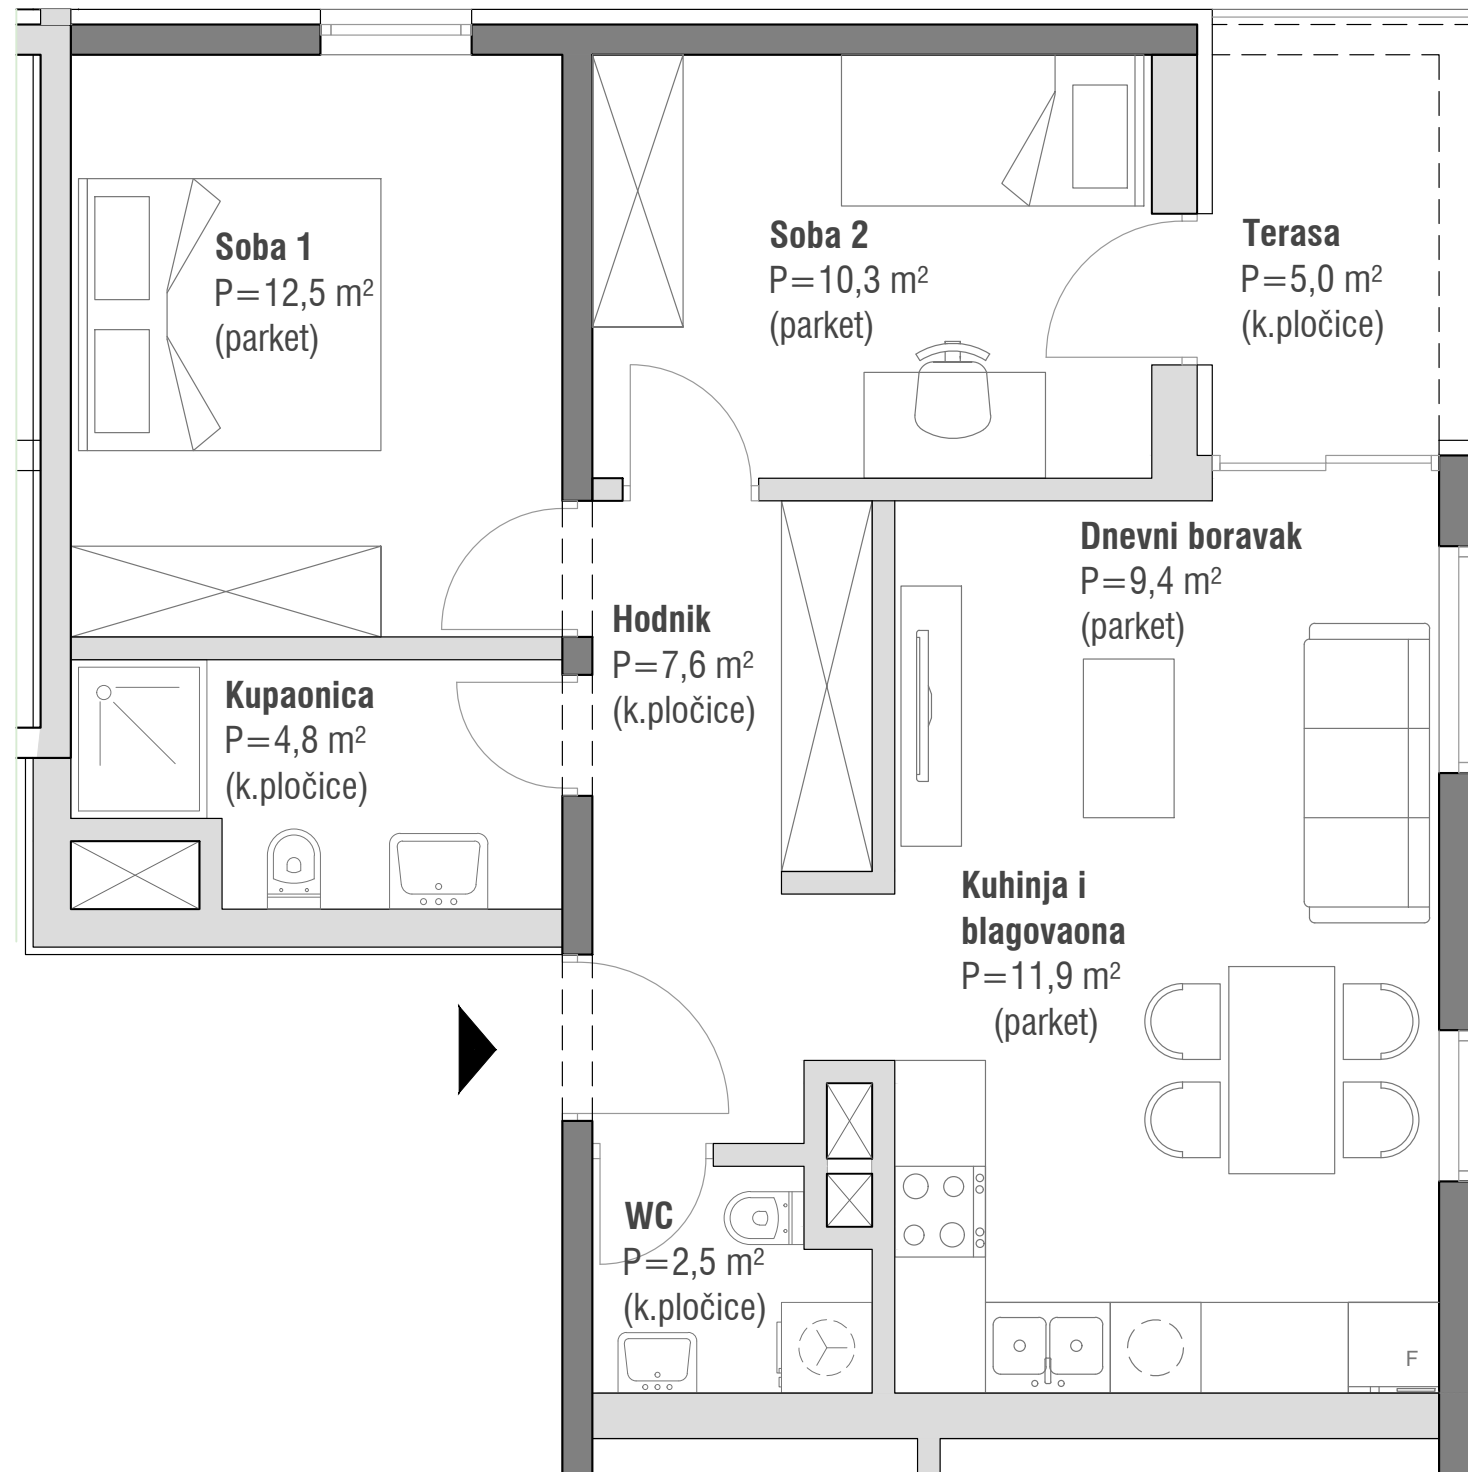 Soba 1
P=12,5 m²
(parket)
Soba 2
P=10,3 m²
(parket)
Terasa
P=5,0 m²
(k.pločice)
Dnevni boravak
P=9,4 m²
(parket)
Hodnik
P=7,6 m²
(k.pločice)
Kupaonica
P=4,8 m²
(k.pločice)
Kuhinja i
blagovaona
P=11,9 m²
(parket)
WC
P=2,5 m²
(k.pločice)
F